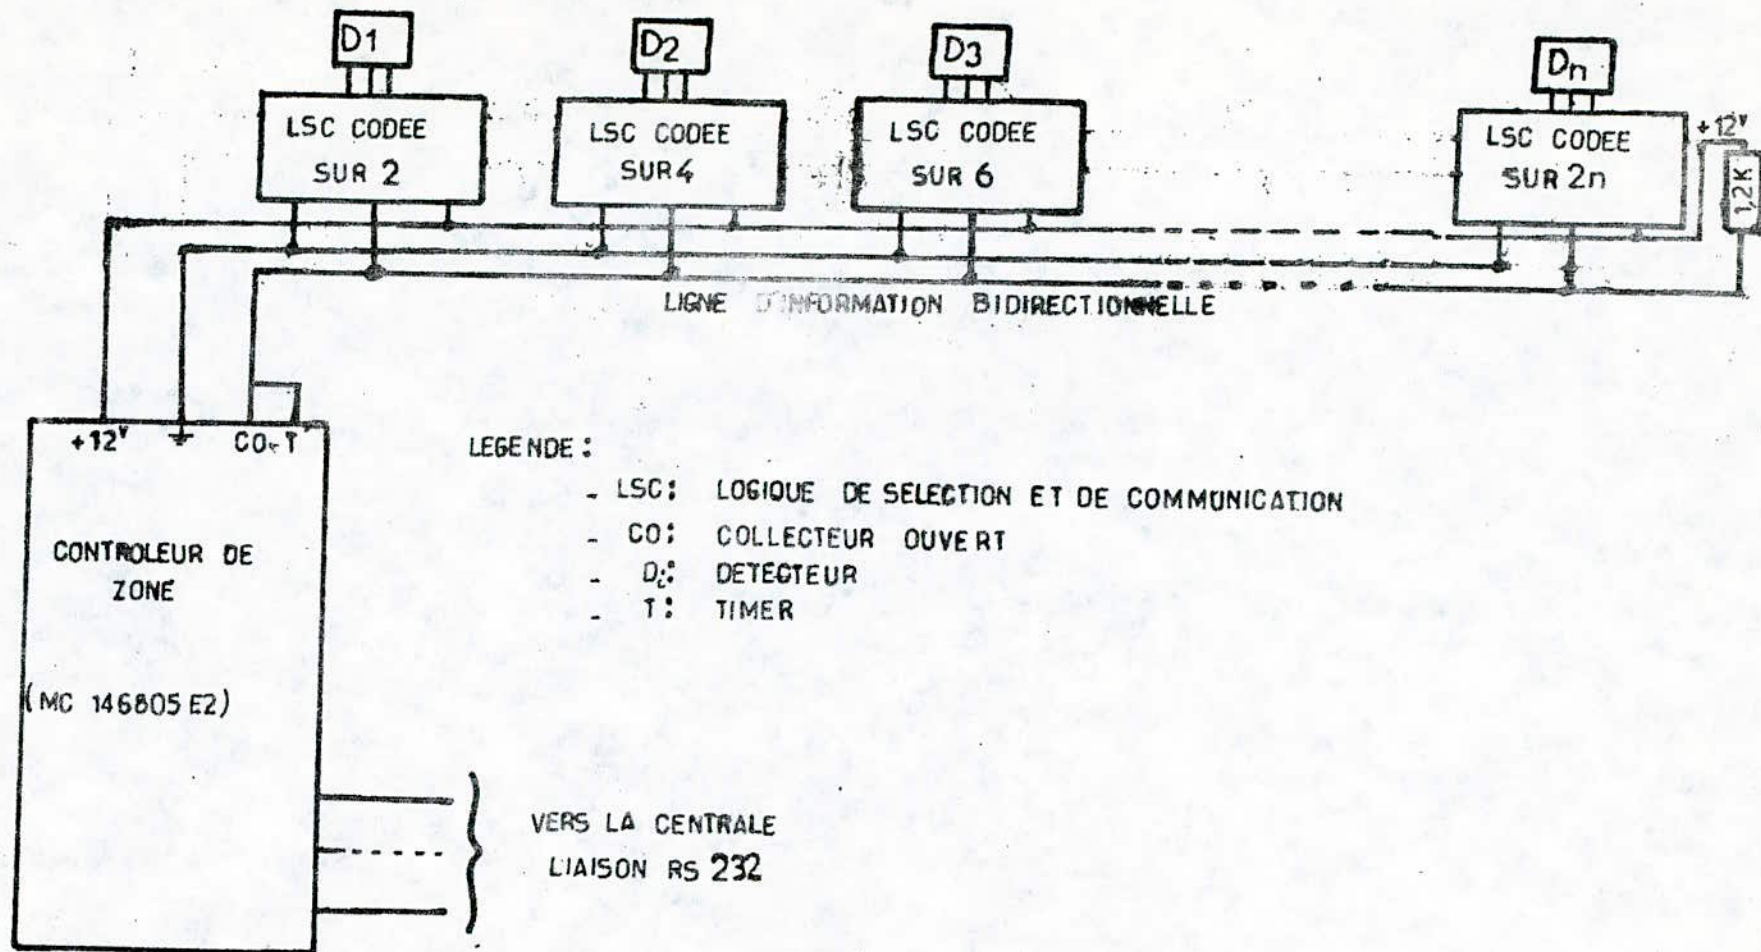 D1
D2
D3
Dn
LSC CODEE
SUR 2
LSC CODEE
SUR 4
LSC CODEE
SUR 6
LSC CODEE
SUR 2n
+12V
1,2K
LIGNE D'INFORMATION BIDIRECTIONNELLE
+12V
CO
T
CONTROLEUR DE
ZONE
(MC 146805 E2)
LEGENDE :
- LSC : LOGIQUE DE SELECTION ET DE COMMUNICATION
- CO : COLLECTEUR OUVERT
- Di : DETECTEUR
- T : TIMER
VERS LA CENTRALE
LIAISON RS 232